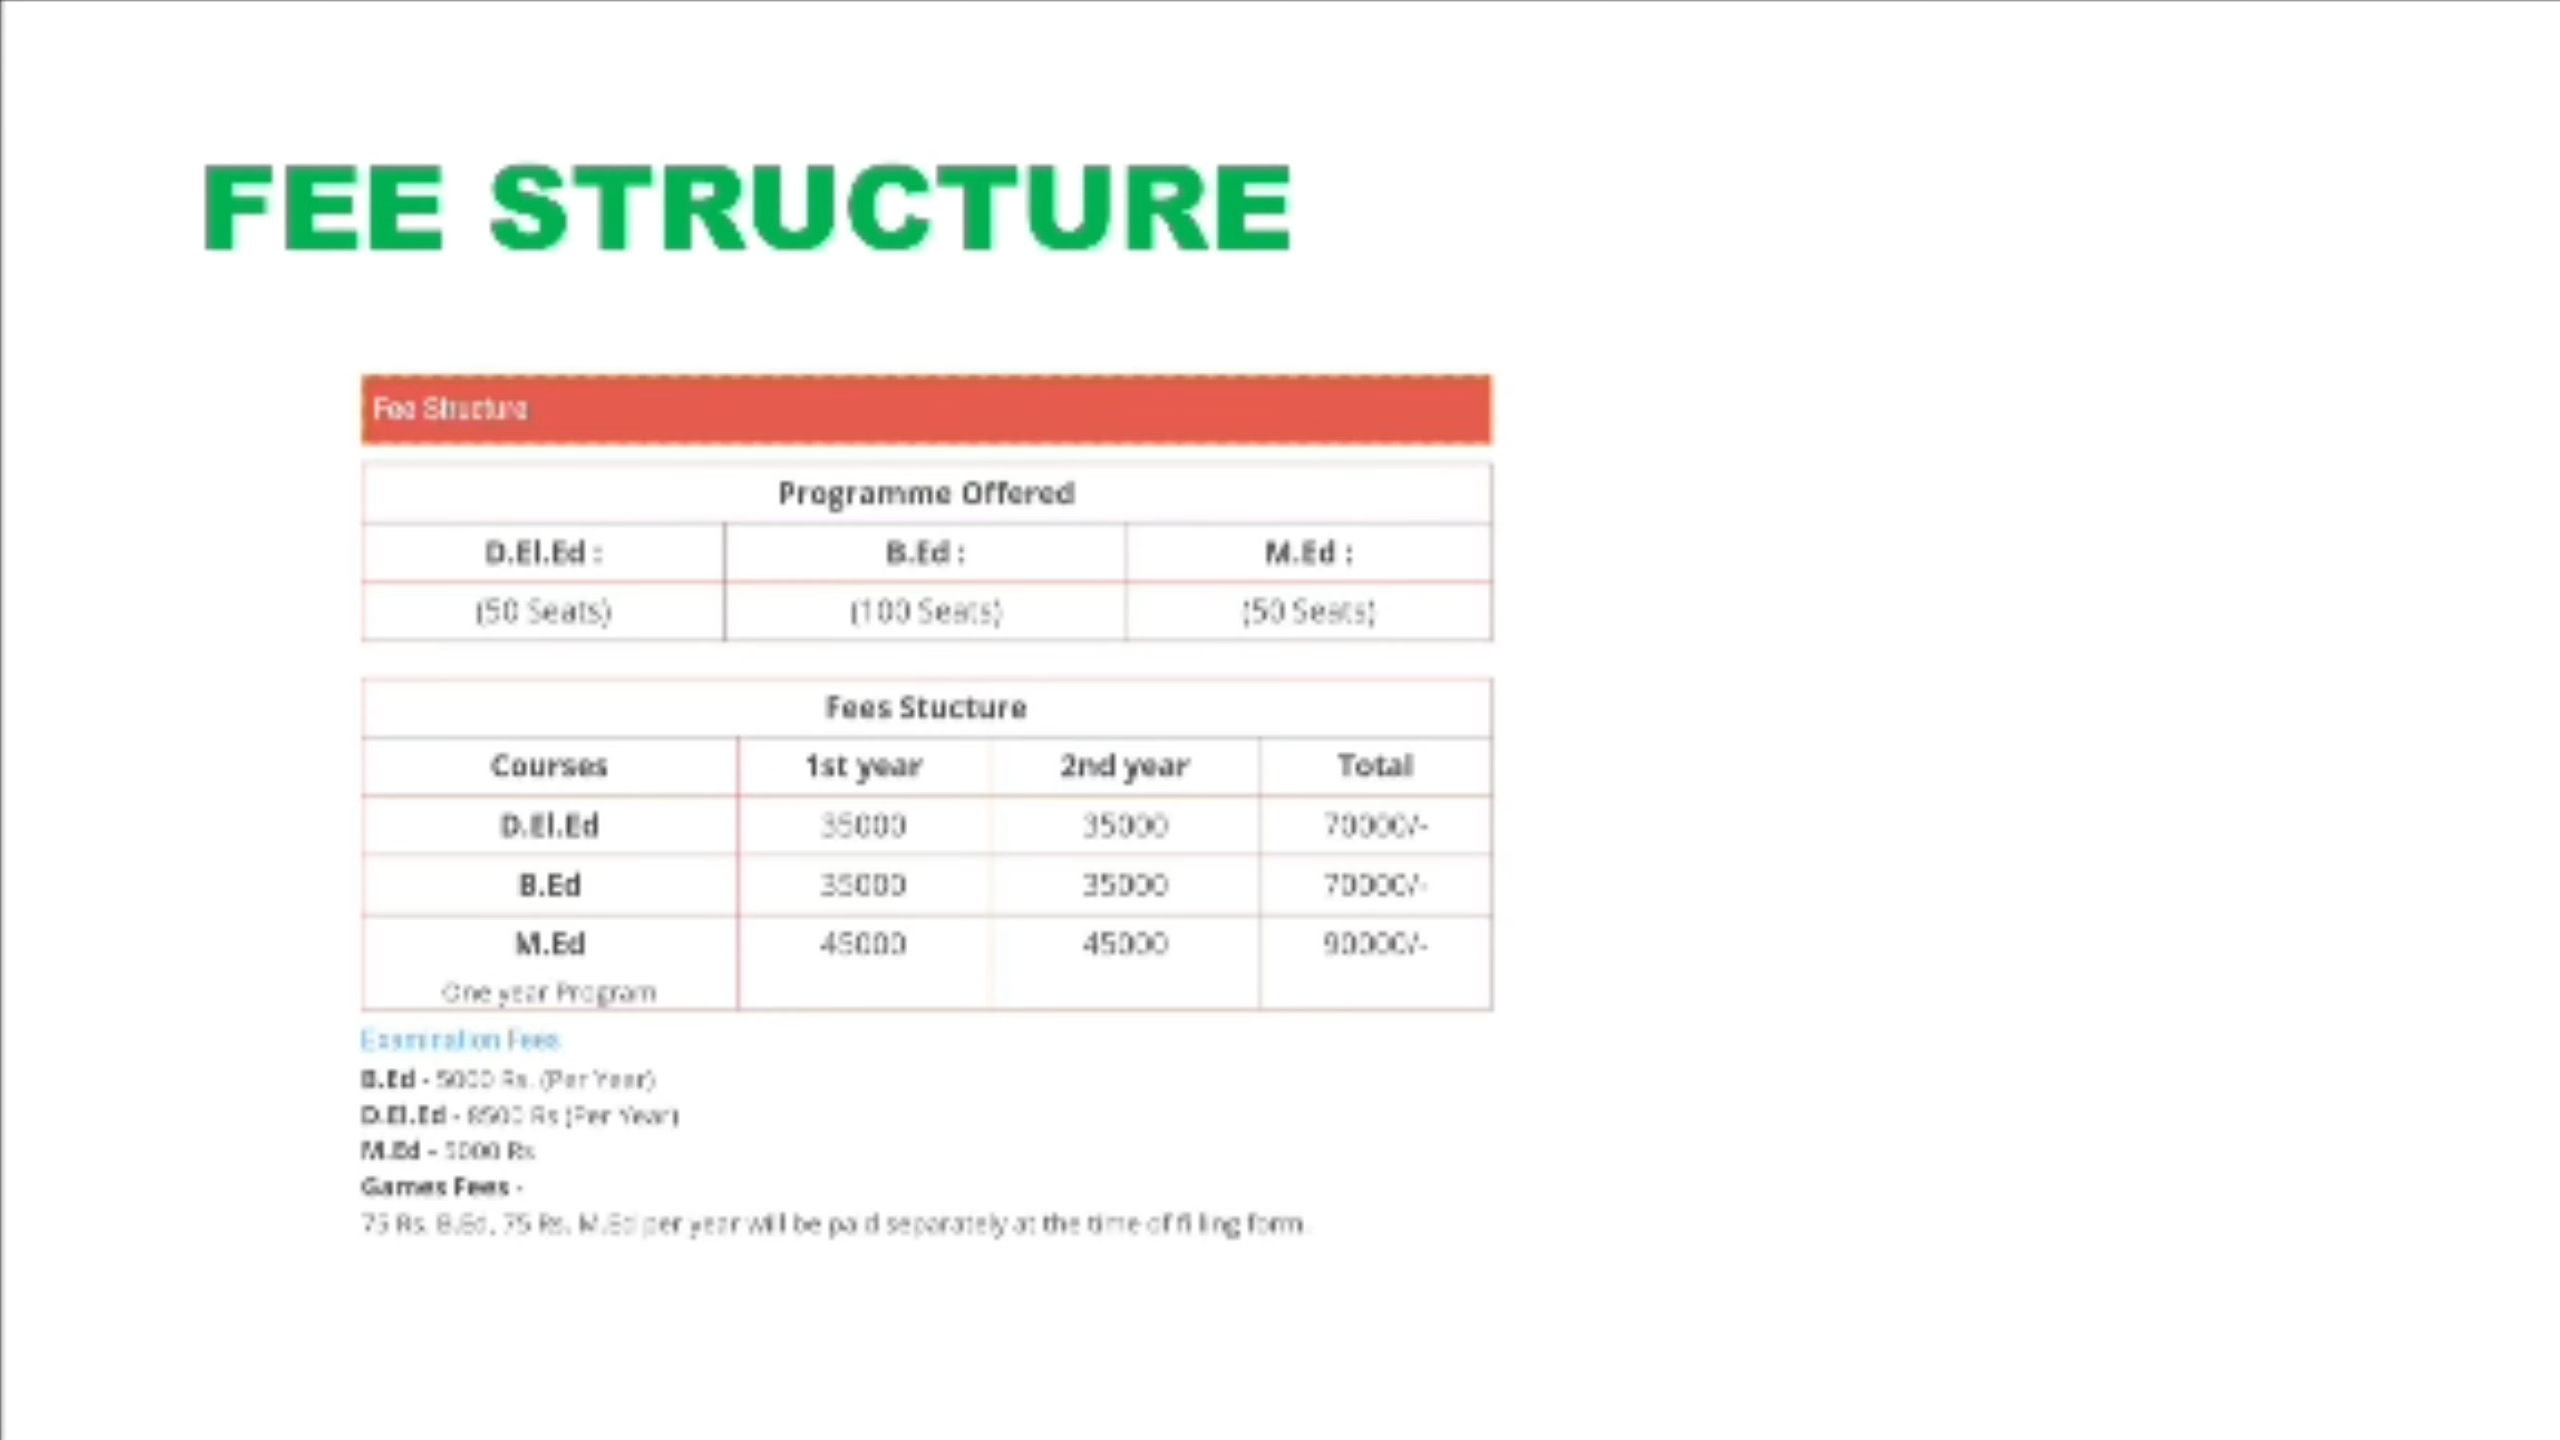 FEE STRUCTURE
Fee Structure
Programme Offered
D.El.Ed : B.Ed : M.Ed :
(50 Seats) (100 Seats) (50 Seats)
Fees Stucture
Courses 1st year 2nd year Total
D.El.Ed 35000 35000 70000/-
B.Ed 35000 35000 70000/-
M.Ed 45000 45000 90000/-
One year Program
Examination Fees
B.Ed - 5000 Rs. (Per Year)
D.El.Ed - 8500 Rs (Per Year)
M.Ed - 5000 Rs
Games Fees -
75 Rs. B.Ed, 75 Rs. M.Ed per year will be paid separately at the time of filling form.